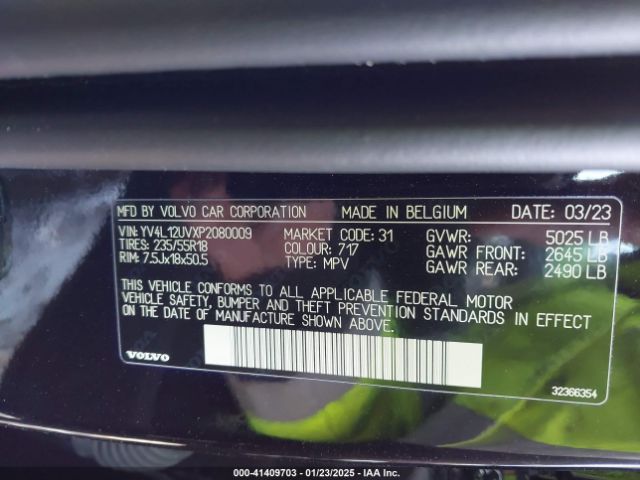 MFD BY VOLVO CAR CORPORATION MADE IN BELGIUM DATE: 03/23
VIN: YV4L12UVXP2080009 MARKET CODE: 31 GVWR: 5025 LB
TIRES: 235/55R18 COLOUR: 717 GAWR FRONT: 2645 LB
RIM: 7.5Jx18x50.5 TYPE: MPV GAWR REAR: 2490 LB
THIS VEHICLE CONFORMS TO ALL APPLICABLE FEDERAL MOTOR
VEHICLE SAFETY, BUMPER AND THEFT PREVENTION STANDARDS IN EFFECT
ON THE DATE OF MANUFACTURE SHOWN ABOVE.
VOLVO
32366354
000-41409703 - 01/23/2025 - IAA Inc.